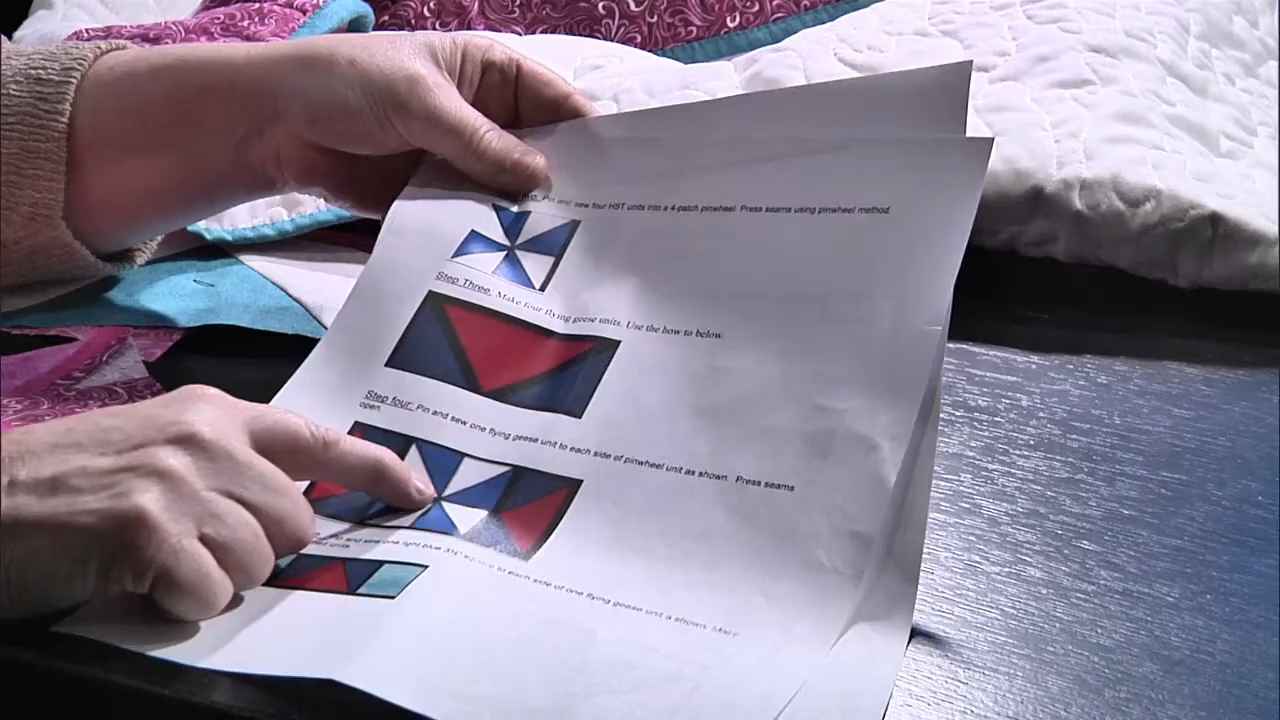 Two: Pin and sew four HST units into a 4-patch pinwheel. Press seams using pinwheel method.
Step Three: Make four flying geese units. Use the how to below.
Step four: Pin and sew one flying geese unit to each side of pinwheel unit as shown. Press seams
open.
and sew one light blue 3½" square to each side of one flying geese unit a shown. Make
units